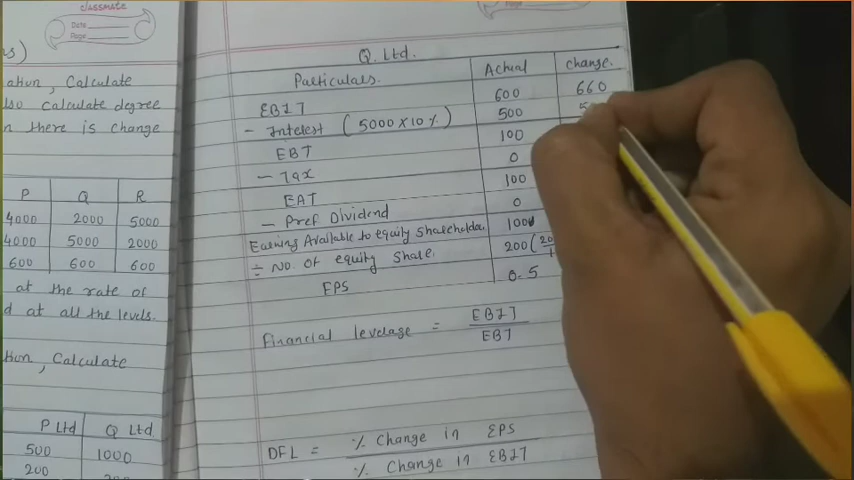 classmate
Date
Page
s)
ation, Calculate
lso calculate degree
n there is change
P Q R
4000 2000 5000
4000 5000 2000
600 600 600
at the rate of
d at all the levels.
tion, Calculate
P Ltd Q Ltd
500 1000
200
Q. Ltd.
Particulars. Actual change.
EBIT 600 660
- Interest (5000 X 10 %) 500
EBT 100
- Tax 0
EAT 100
- Pref Dividend 0
Earning Available to equity Shareholder 100
÷ No. of equity Share. 200 (20
EPS 0.5
Financial levelage = EBIT
EBT
DFL = % Change in EPS
% Change in EBIT